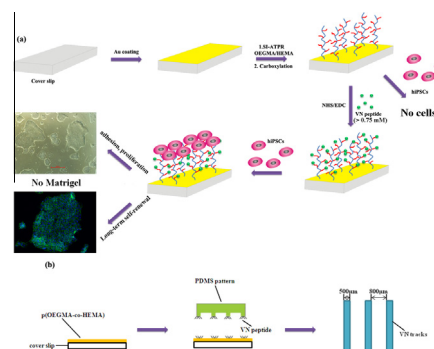 (a)
Au coating
1.SI-ATPR
OEGMA/HEMA
2. Carboxylation
Cover slip
hiPSCs
No cells
NHS/EDC
VN peptide
(> 0.75 mM)
hiPSCs
adhesion, proliferation
No Matrigel
Long-term self-renewal
(b)
PDMS pattern
500μm
800μm
p(OEGMA-co-HEMA)
VN peptide
cover slip
VN tracks